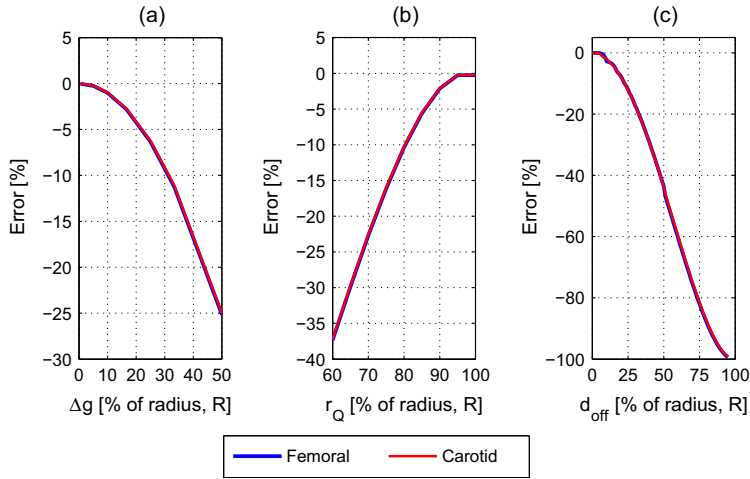 (a)
5
0
−5
−10
−15
−20
−25
−30
Error [%]
0 10 20 30 40 50
Δg [% of radius, R]
(b)
5
0
−5
−10
−15
−20
−25
−30
−35
−40
Error [%]
60 70 80 90 100
r_Q [% of radius, R]
(c)
0
−20
−40
−60
−80
−100
Error [%]
0 25 50 75 100
d_off [% of radius, R]
Femoral Carotid